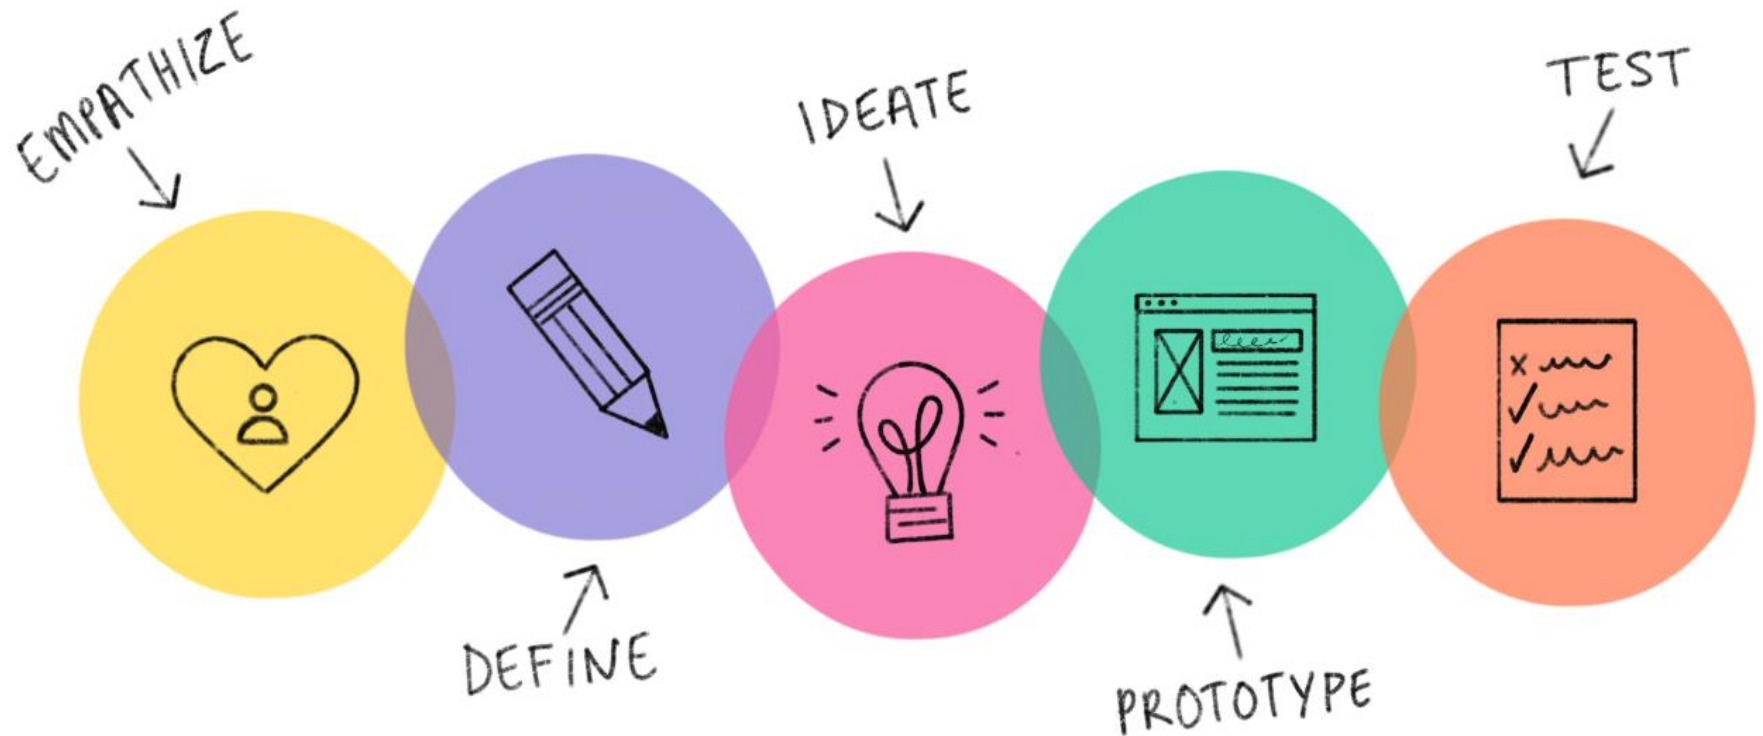 EMPATHIZE
DEFINE
IDEATE
PROTOTYPE
TEST